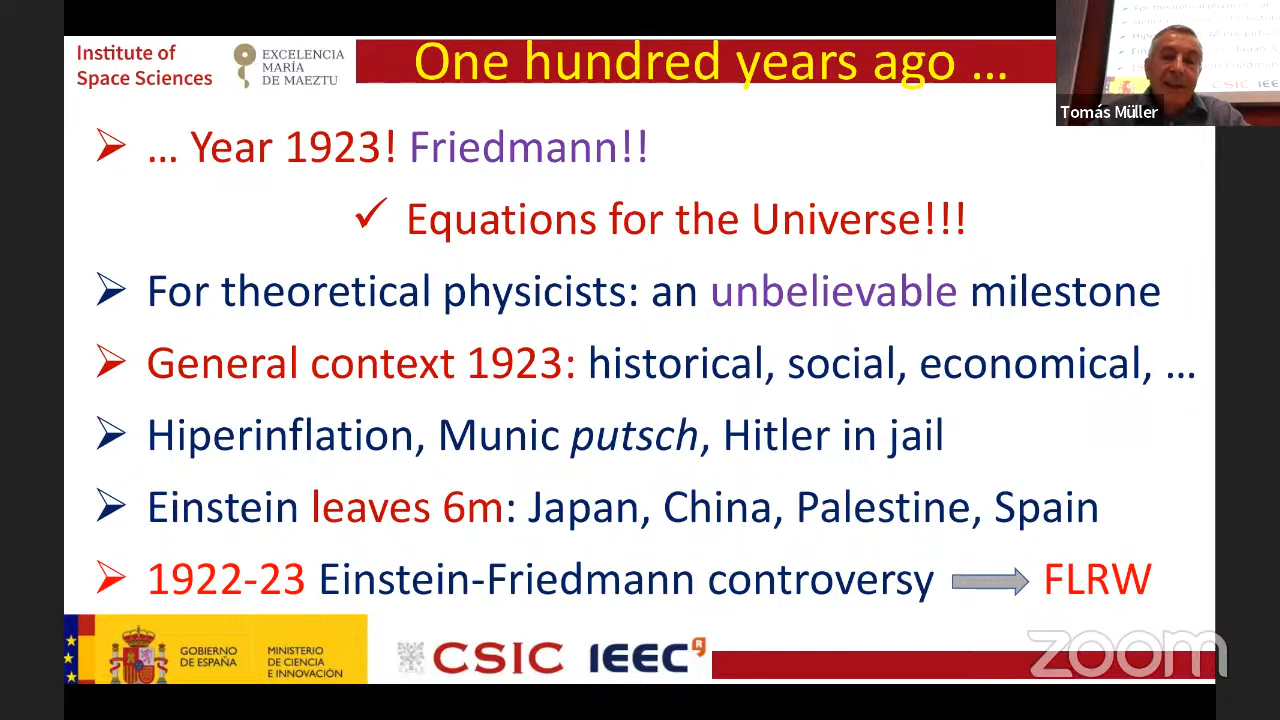 Institute of
Space Sciences
EXCELENCIA
MARÍA
DE MAEZTU
One hundred years ago ...
Tomás Müller
... Year 1923! Friedmann!!
✓ Equations for the Universe!!!
For theoretical physicists: an unbelievable milestone
General context 1923: historical, social, economical, ...
Hiperinflation, Munic putsch, Hitler in jail
Einstein leaves 6m: Japan, China, Palestine, Spain
1922-23 Einstein-Friedmann controversy FLRW
GOBIERNO
DE ESPAÑA
MINISTERIO
DE CIENCIA
E INNOVACIÓN
CSIC IEEC R
zoom